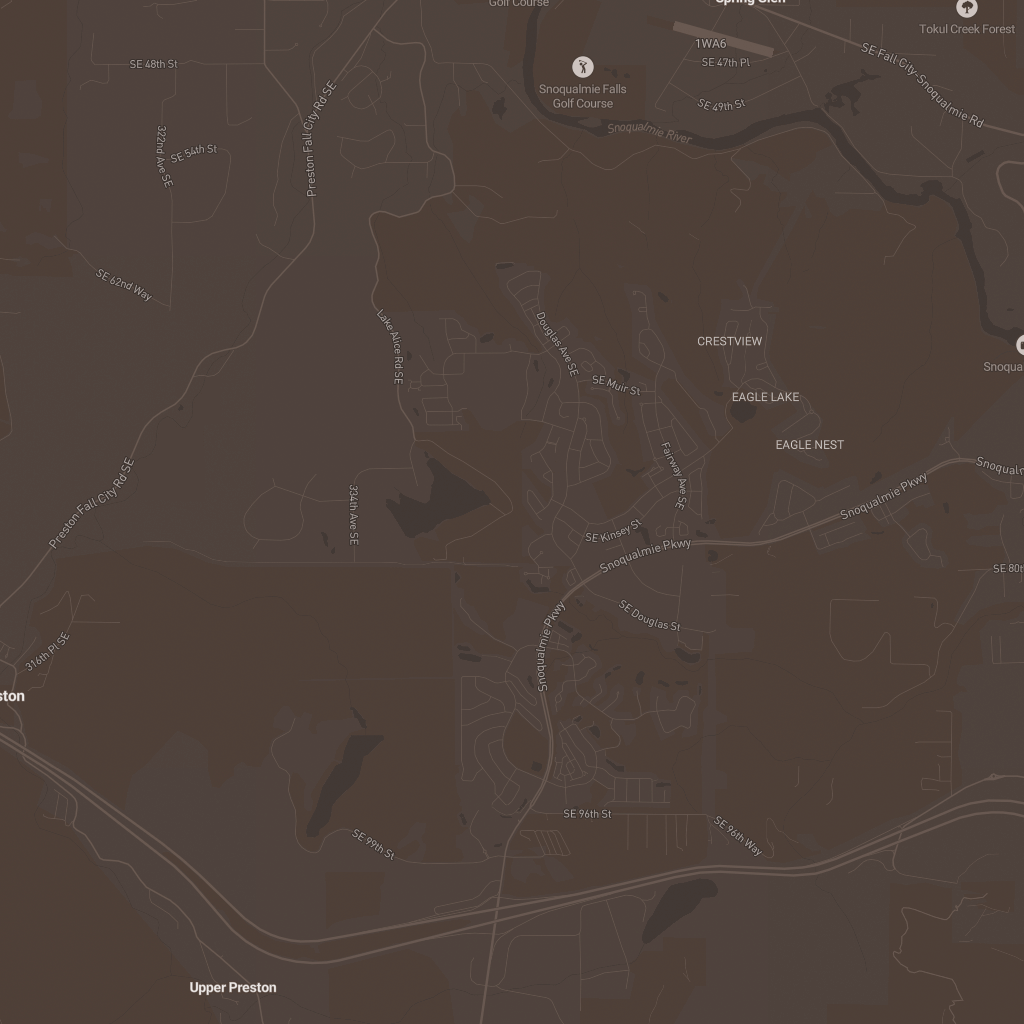 Golf Course
Spring Glen
Tokul Creek Forest
1WA6
SE 47th Pl
SE Fall-City-Snoqualmie Rd
SE 48th St
Snoqualmie Falls
Golf Course
SE 49th St
Preston Fall City Rd SE
Snoqualmie River
322nd Ave SE
SE 54th St
SE 62nd Way
Lake Alice Rd SE
Douglas Ave SE
CRESTVIEW
Snoqua
SE Muir St
EAGLE LAKE
EAGLE NEST
Fairway Ave SE
Snoqualm
Preston Fall City Rd SE
334th Ave SE
Snoqualmie Pkwy
SE Kinsey St
Snoqualmie Pkwy
SE 80t
SE Douglas St
Snoqualmie Pkwy
316th Pl SE
ston
SE 96th St
SE 96th Way
SE 99th St
Upper Preston